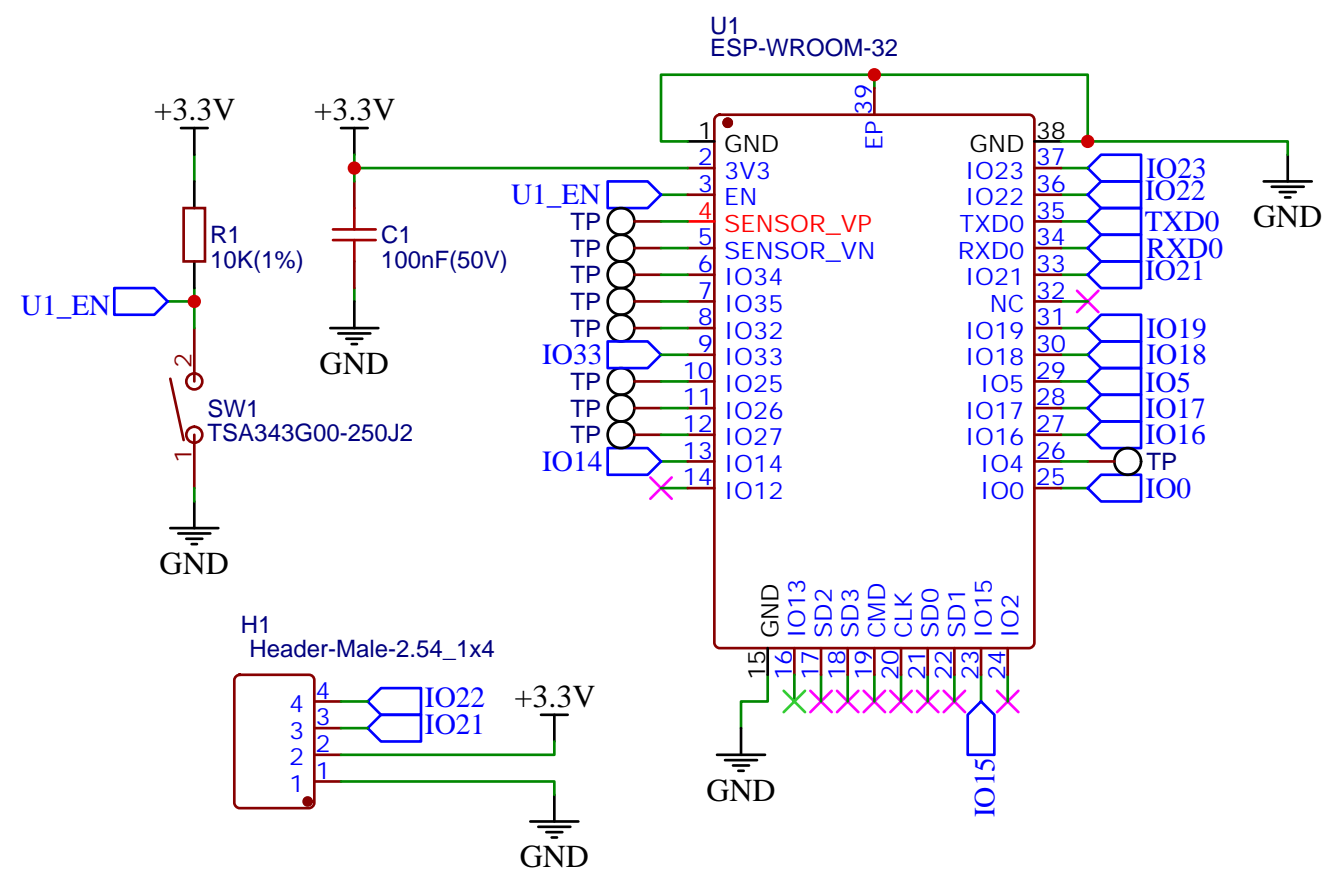 U1
ESP-WROOM-32
+3.3V
+3.3V
R1
10K(1%)
U1_EN
2
SW1
TSA343G00-250J2
1
GND
C1
100nF(50V)
GND
39
EP
1
GND
2
3V3
U1_EN
3
EN
TP
4
SENSOR_VP
TP
5
SENSOR_VN
TP
6
IO34
TP
7
IO35
TP
8
IO32
IO33
9
IO33
TP
10
IO25
TP
11
IO26
TP
12
IO27
IO14
13
IO14
14
IO12
GND
38
IO23
37
IO23
IO22
36
IO22
TXD0
35
TXD0
RXD0
34
RXD0
IO21
33
IO21
NC
32
IO19
31
IO19
IO18
30
IO18
IO5
29
IO5
IO17
28
IO17
IO16
27
IO16
IO4
26
TP
IO0
25
IO0
GND
GND
15
IO13
16
SD2
17
SD3
18
CMD
19
CLK
20
SD0
21
SD1
22
IO15
23
IO2
24
GND
IO15
H1
Header-Male-2.54_1x4
4
4
IO22
3
3
IO21
2
2
+3.3V
1
1
GND